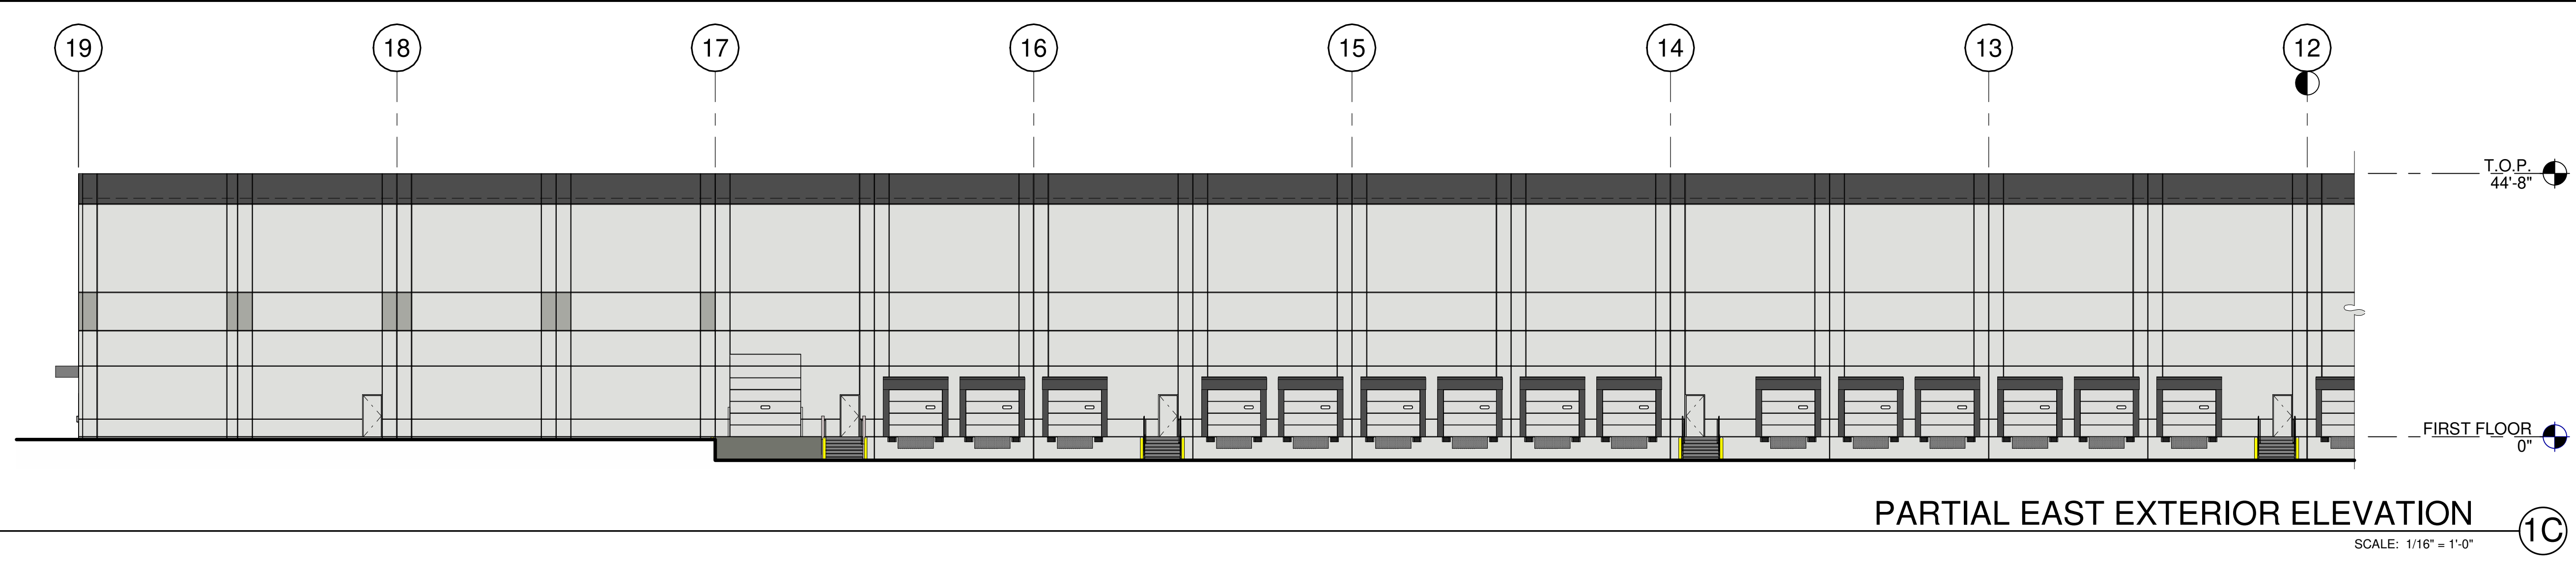 19 18 17 16 15 14 13 12
T.O.P.
44'-8"
FIRST FLOOR
0"
PARTIAL EAST EXTERIOR ELEVATION
1C
SCALE: 1/16" = 1'-0"